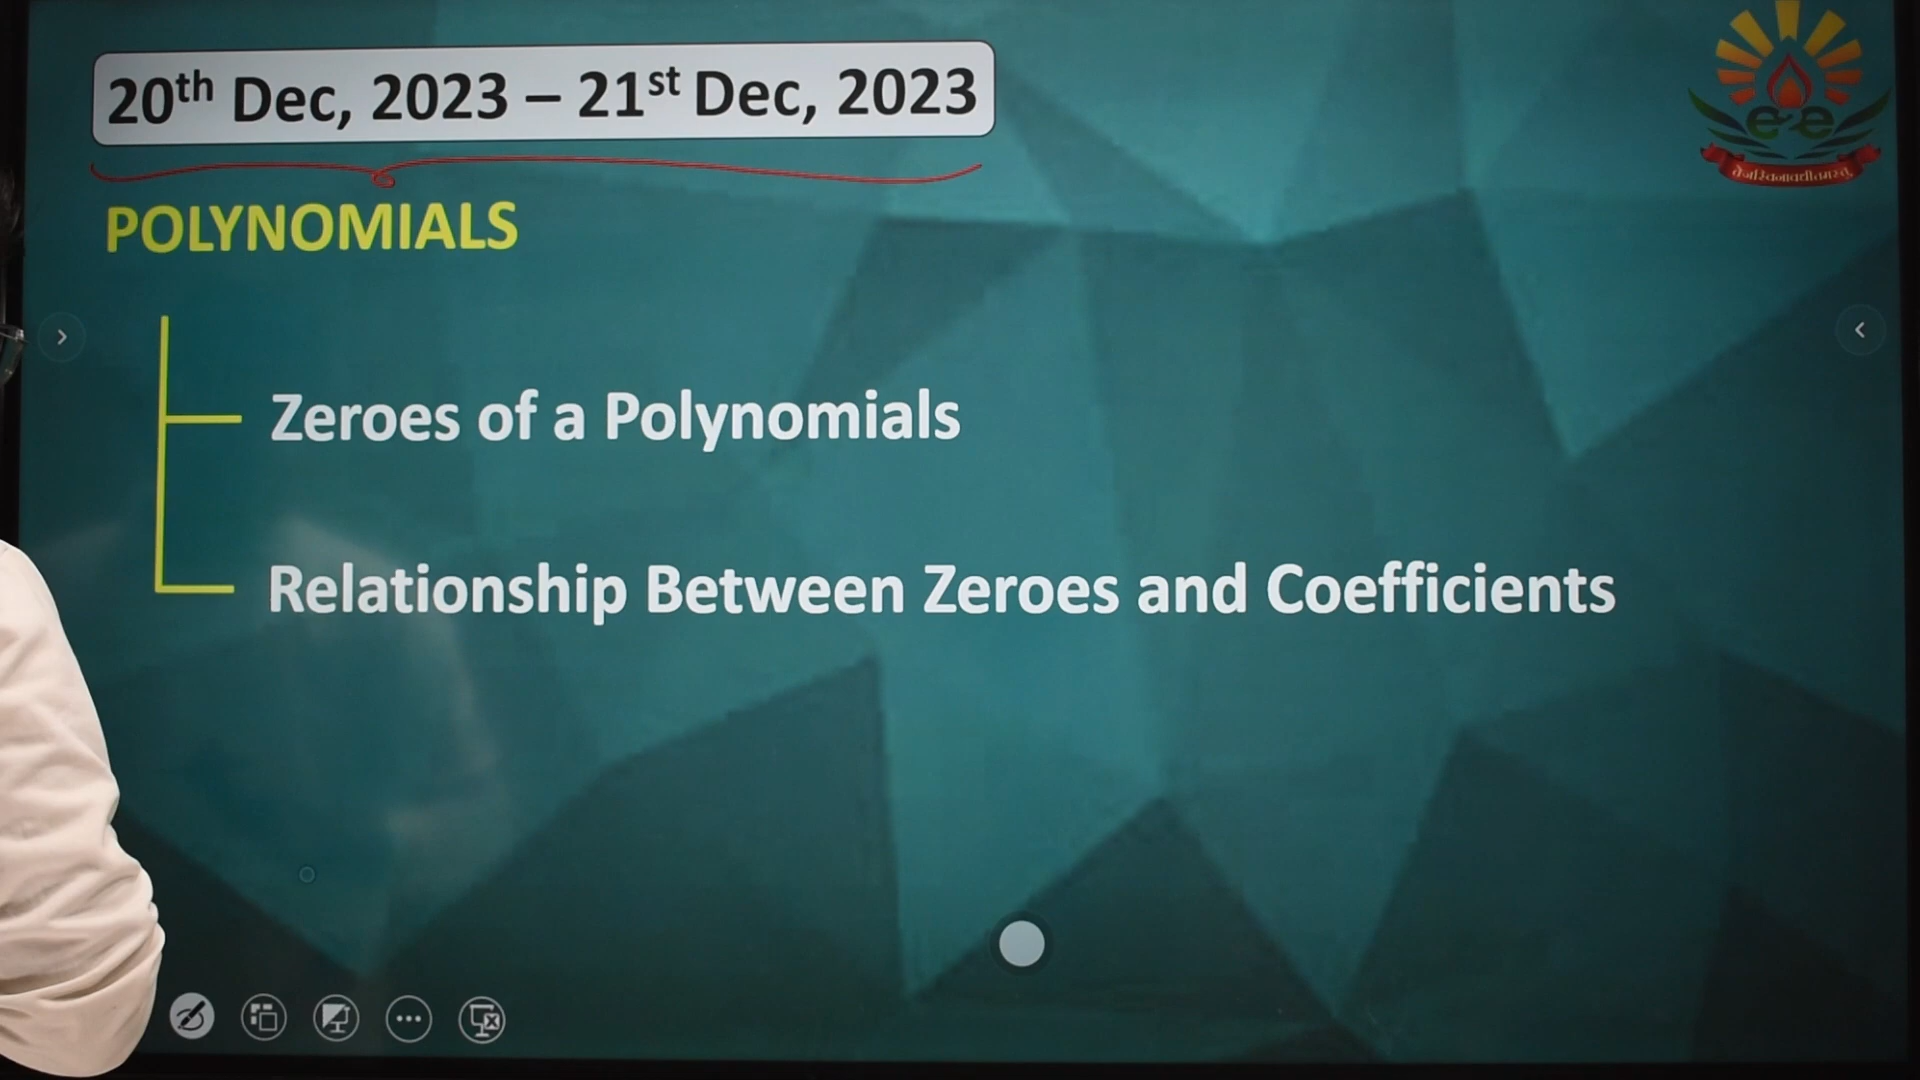 20th Dec, 2023 – 21st Dec, 2023
POLYNOMIALS
Zeroes of a Polynomials
Relationship Between Zeroes and Coefficients